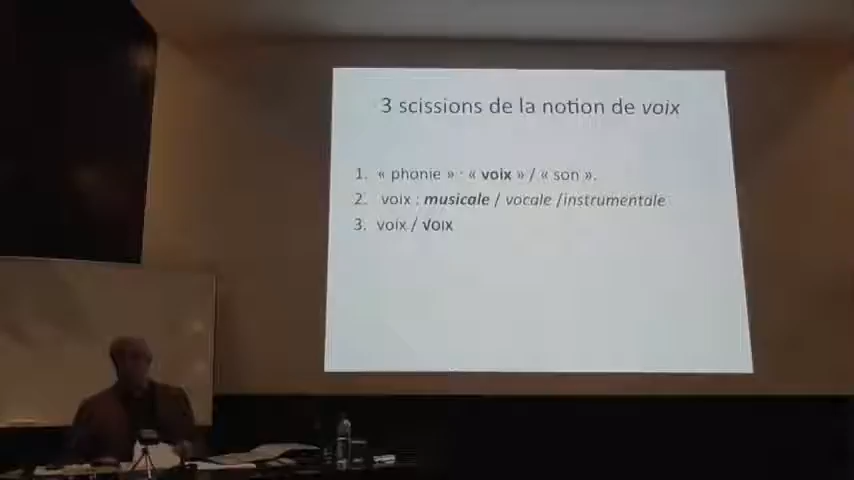 3 scissions de la notion de voix
1. « phonie » : « voix » / « son ».
2. voix : musicale / vocale /instrumentale
3. voix / voix